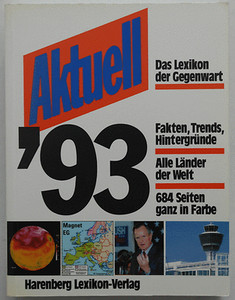 Aktuell
'93
Das Lexikon
der Gegenwart
Fakten, Trends,
Hintergründe
Alle Länder
der Welt
684 Seiten
ganz in Farbe
Magnet
EG
Harenberg Lexikon-Verlag